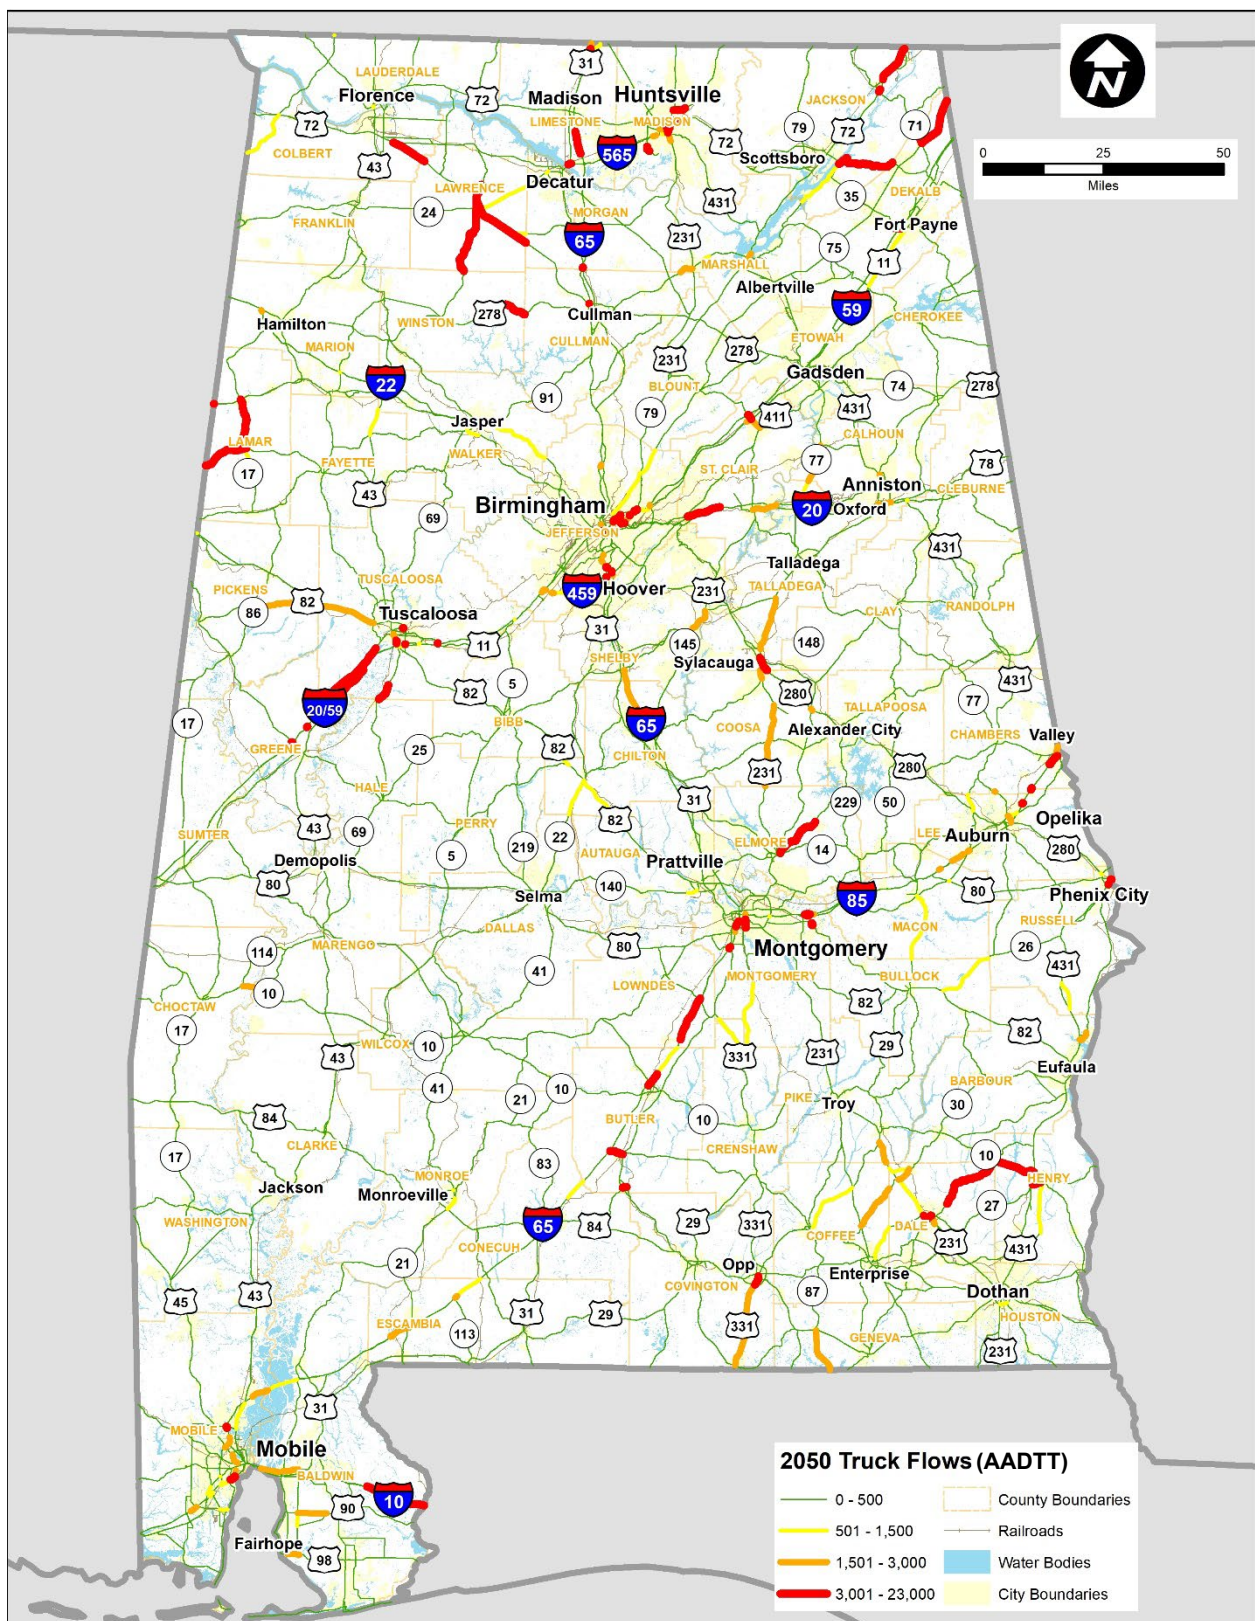 N
0 25 50
Miles
31
LAUDERDALE
Florence
72
Madison
Huntsville
JACKSON
72
LIMESTONE
MADISON
79
72
71
COLBERT
43
565
72
Scottsboro
Decatur
LAWRENCE
35
DEKALB
24
MORGAN
431
FRANKLIN
65
231
Fort Payne
75
11
MARSHALL
Albertville
59
278
Cullman
CHEROKEE
Hamilton
WINSTON
CULLMAN
ETOWAH
MARION
231
278
Gadsden
22
BLOUNT
74
278
91
79
431
411
Jasper
CALHOUN
LAMAR
WALKER
17
FAYETTE
ST. CLAIR
77
78
43
Anniston
CLEBURNE
Birmingham
20
Oxford
69
JEFFERSON
431
Talladega
TUSCALOOSA
PICKENS
459
Hoover
231
TALLADEGA
86
82
Tuscaloosa
CLAY
RANDOLPH
31
11
145
148
SHELBY
Sylacauga
431
82
5
280
77
20/59
17
BIBB
65
COOSA
TALLAPOOSA
Alexander City
CHAMBERS
Valley
GREENE
25
82
CHILTON
231
280
HALE
31
229
50
43
69
PERRY
22
82
Opelika
SUMTER
219
ELMORE
LEE
Auburn
5
AUTAUGA
Prattville
14
280
Demopolis
80
140
85
80
Phenix City
Selma
RUSSELL
DALLAS
MACON
26
MARENGO
80
Montgomery
114
431
41
MONTGOMERY
BULLOCK
10
LOWNDES
82
CHOCTAW
17
82
43
WILCOX
10
331
231
29
Eufaula
41
10
BARBOUR
21
PIKE
Troy
30
84
BUTLER
10
CLARKE
CRENSHAW
17
83
10
Jackson
MONROE
Monroeville
HENRY
27
WASHINGTON
65
84
29
331
COFFEE
DALE
231
431
21
CONECUH
Opp
Enterprise
COVINGTON
87
Dothan
45
43
31
29
331
HOUSTON
ESCAMBIA
113
GENEVA
231
31
MOBILE
Mobile
BALDWIN
10
90
Fairhope
98
2050 Truck Flows (AADTT)
0 - 500
County Boundaries
501 - 1,500
Railroads
1,501 - 3,000
Water Bodies
3,001 - 23,000
City Boundaries